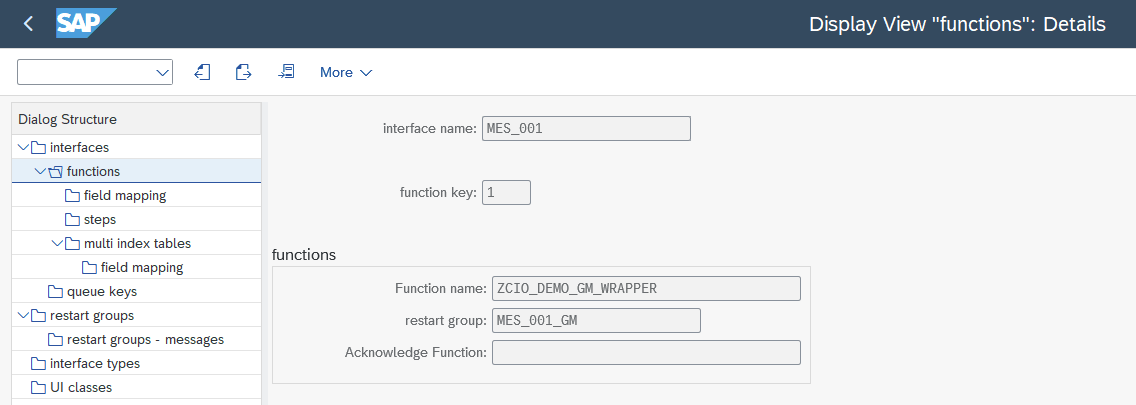 SAP
Display View "functions": Details
More
Dialog Structure
interfaces
functions
field mapping
steps
multi index tables
field mapping
queue keys
restart groups
restart groups - messages
interface types
UI classes
interface name: MES_001
function key: 1
functions
Function name: ZCIO_DEMO_GM_WRAPPER
restart group: MES_001_GM
Acknowledge Function: